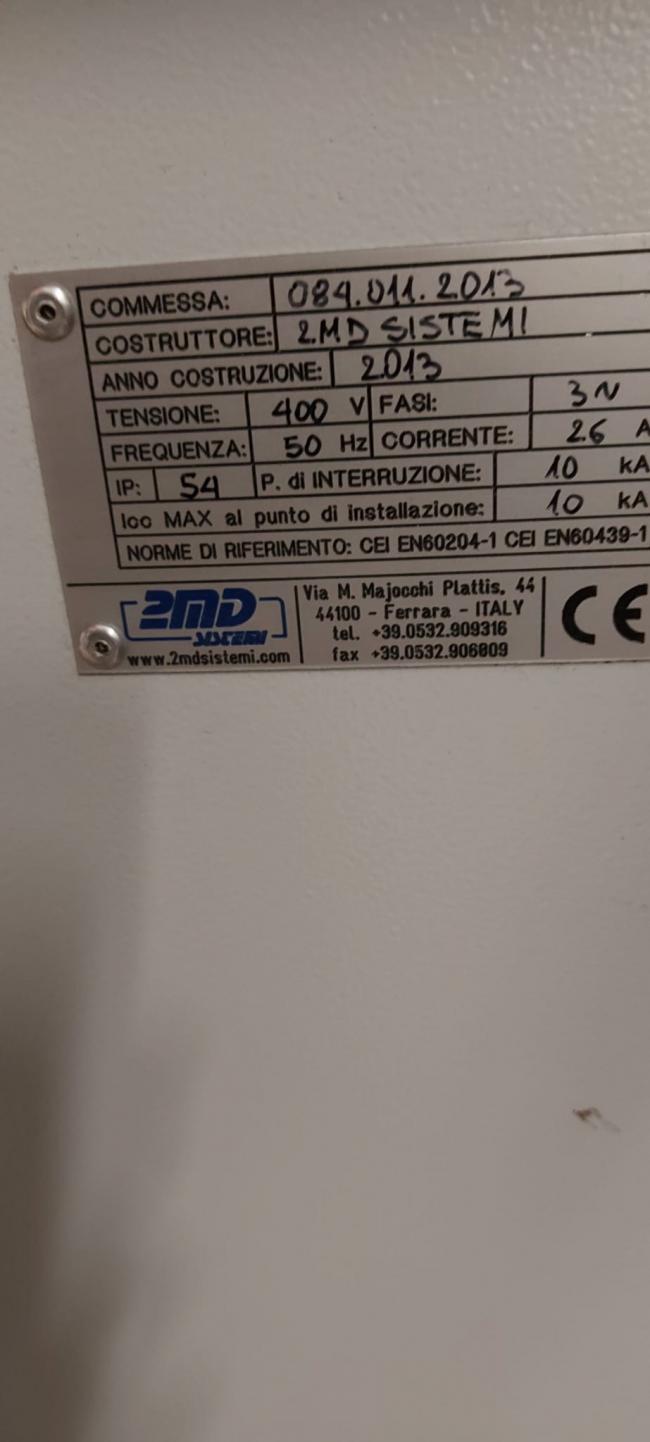 COMMESSA: 084.011.2013
COSTRUTTORE: 2MD SISTEMI
ANNO COSTRUZIONE: 2013
TENSIONE: 400 V FASI: 3N
FREQUENZA: 50 Hz CORRENTE: 26 A
IP: 54 P. di INTERRUZIONE: 10 kA
Icc MAX al punto di installazione: 10 kA
NORME DI RIFERIMENTO: CEI EN60204-1 CEI EN60439-1
2MD
SISTEMI
www.2mdsistemi.com
Via M. Majocchi Plattis, 44
44100 - Ferrara - ITALY
tel. +39.0532.909316
fax +39.0532.906809
CE